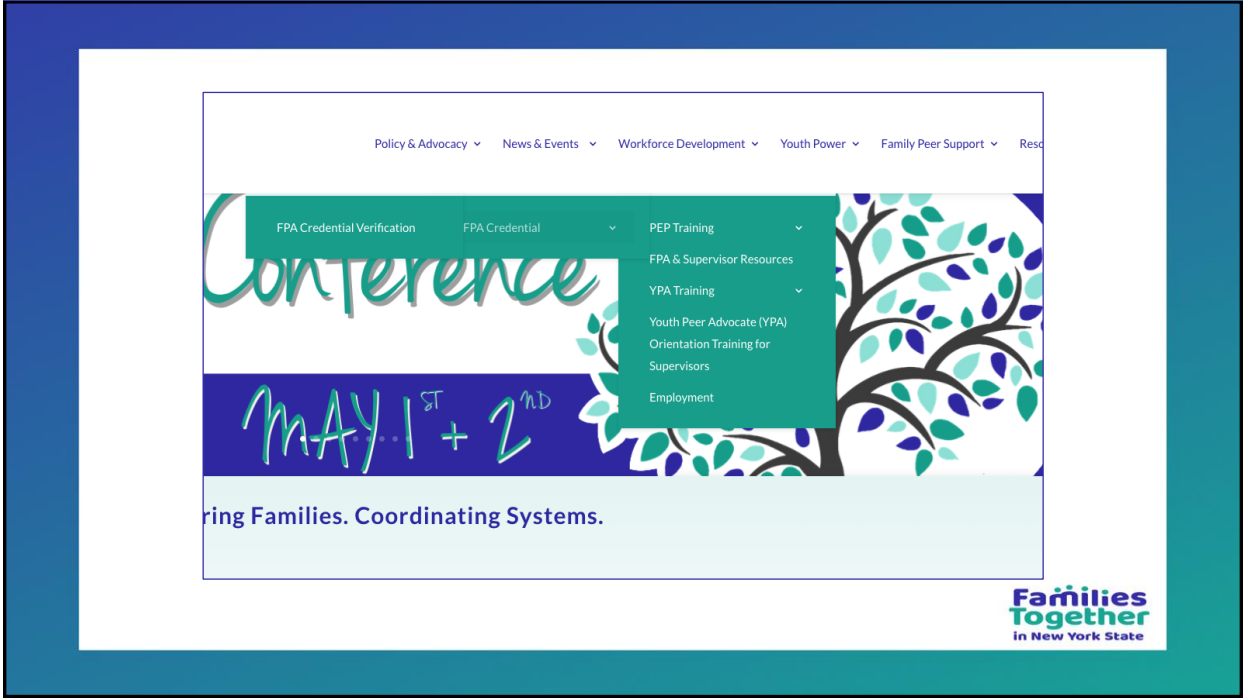 Policy & Advocacy News & Events Workforce Development Youth Power Family Peer Support
FPA Credential Verification FPA Credential PEP Training
FPA & Supervisor Resources
YPA Training
Youth Peer Advocate (YPA)
Orientation Training for
Supervisors
Employment
Conference
MAY 1ST + 2ND
ring Families. Coordinating Systems.
Families
Together
in New York State